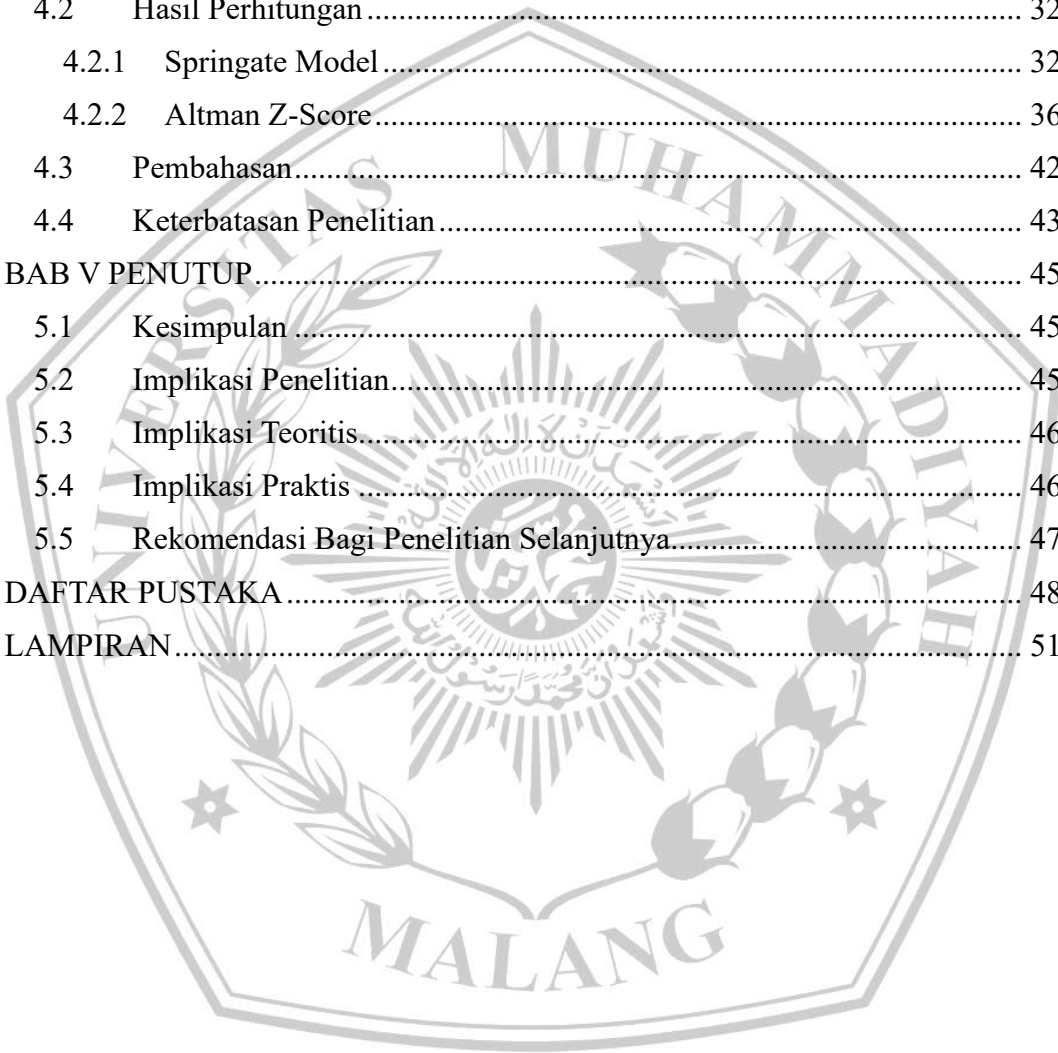 4.2 Hasil Perhitungan ........ 32
4.2.1 Springate Model ........ 32
4.2.2 Altman Z-Score ........ 36
4.3 Pembahasan ........ 42
4.4 Keterbatasan Penelitian ........ 43
BAB V PENUTUP ........ 45
5.1 Kesimpulan ........ 45
5.2 Implikasi Penelitian ........ 45
5.3 Implikasi Teoritis ........ 46
5.4 Implikasi Praktis ........ 46
5.5 Rekomendasi Bagi Penelitian Selanjutnya ........ 47
DAFTAR PUSTAKA ........ 48
LAMPIRAN ........ 51
UNIVERSITAS MUHAMMADIYAH
MALANG